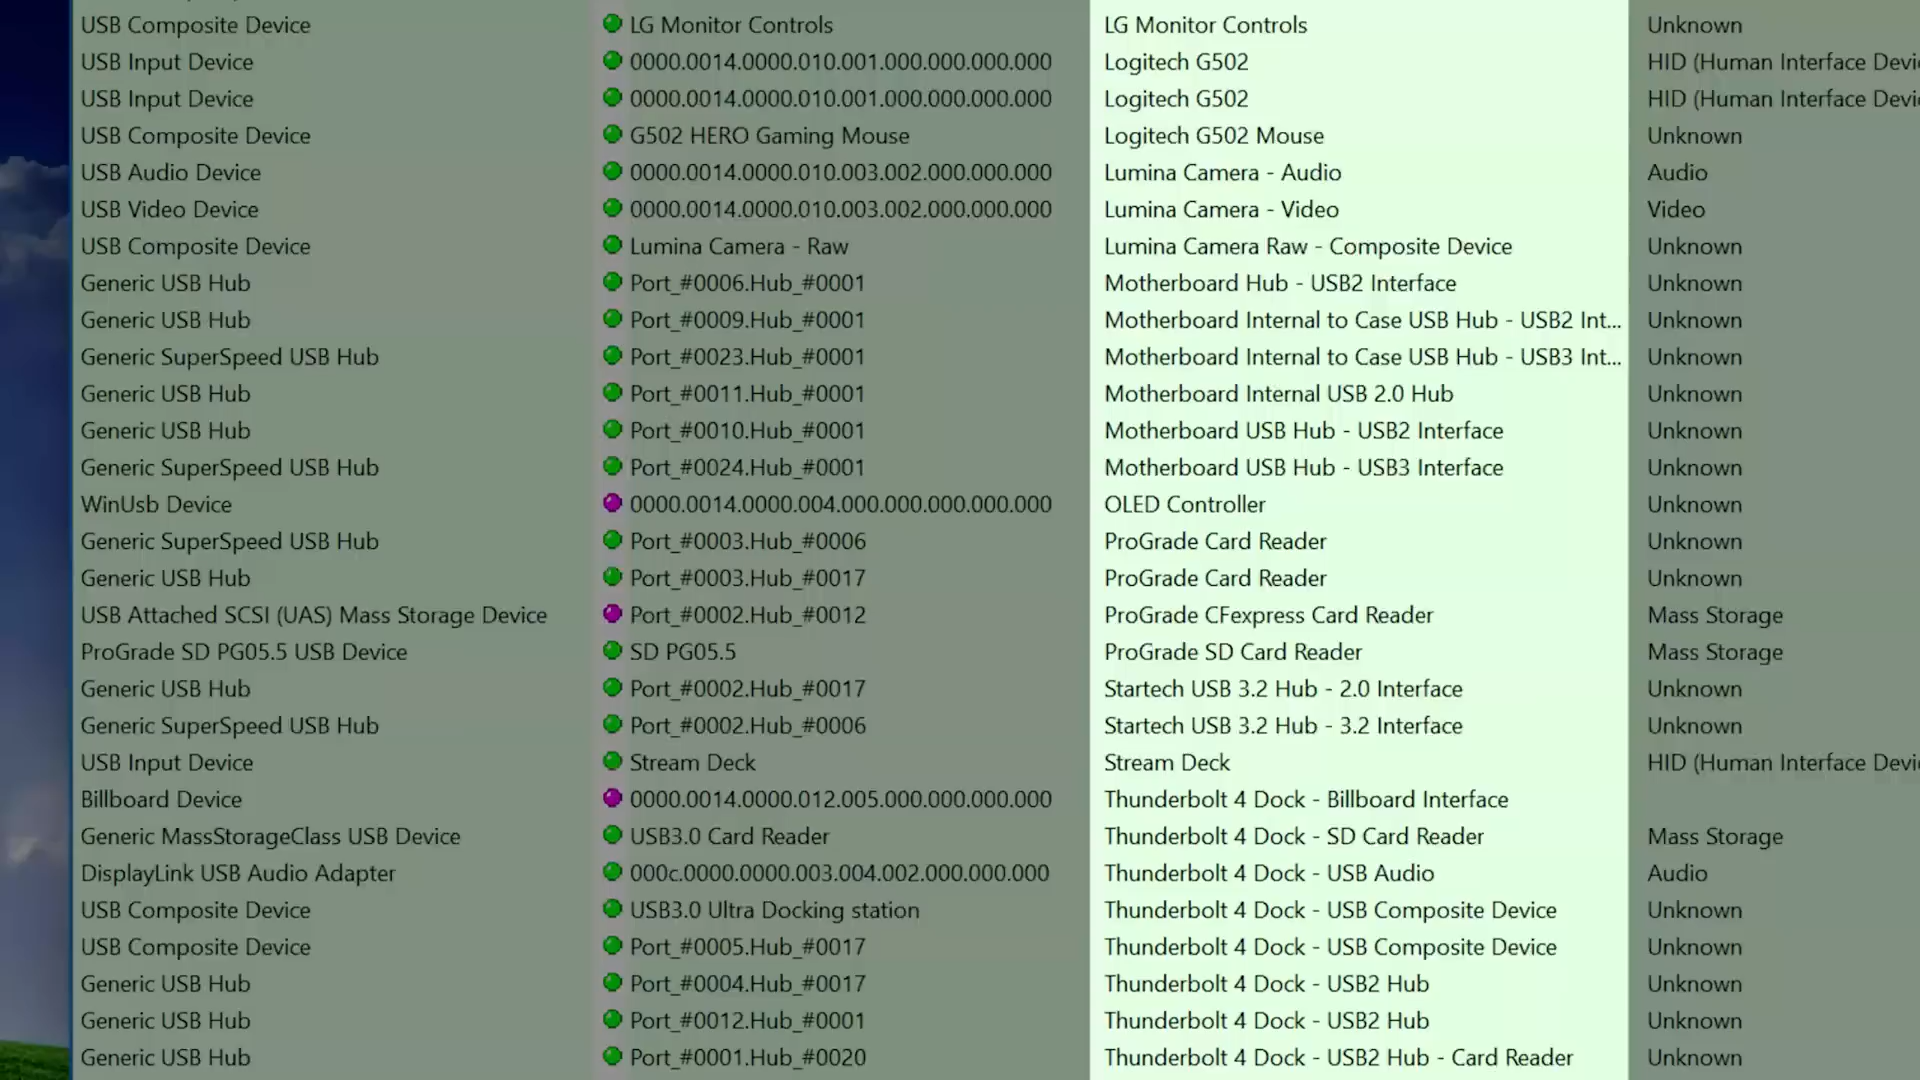 USB Composite Device LG Monitor Controls LG Monitor Controls Unknown
USB Input Device 0000.0014.0000.010.001.000.000.000.000 Logitech G502 HID (Human Interface Devi
USB Input Device 0000.0014.0000.010.001.000.000.000.000 Logitech G502 HID (Human Interface Devi
USB Composite Device G502 HERO Gaming Mouse Logitech G502 Mouse Unknown
USB Audio Device 0000.0014.0000.010.003.002.000.000.000 Lumina Camera - Audio Audio
USB Video Device 0000.0014.0000.010.003.002.000.000.000 Lumina Camera - Video Video
USB Composite Device Lumina Camera - Raw Lumina Camera Raw - Composite Device Unknown
Generic USB Hub Port_#0006.Hub_#0001 Motherboard Hub - USB2 Interface Unknown
Generic USB Hub Port_#0009.Hub_#0001 Motherboard Internal to Case USB Hub - USB2 Int... Unknown
Generic SuperSpeed USB Hub Port_#0023.Hub_#0001 Motherboard Internal to Case USB Hub - USB3 Int... Unknown
Generic USB Hub Port_#0011.Hub_#0001 Motherboard Internal USB 2.0 Hub Unknown
Generic USB Hub Port_#0010.Hub_#0001 Motherboard USB Hub - USB2 Interface Unknown
Generic SuperSpeed USB Hub Port_#0024.Hub_#0001 Motherboard USB Hub - USB3 Interface Unknown
WinUsb Device 0000.0014.0000.004.000.000.000.000.000 OLED Controller Unknown
Generic SuperSpeed USB Hub Port_#0003.Hub_#0006 ProGrade Card Reader Unknown
Generic USB Hub Port_#0003.Hub_#0017 ProGrade Card Reader Unknown
USB Attached SCSI (UAS) Mass Storage Device Port_#0002.Hub_#0012 ProGrade CFexpress Card Reader Mass Storage
ProGrade SD PG05.5 USB Device SD PG05.5 ProGrade SD Card Reader Mass Storage
Generic USB Hub Port_#0002.Hub_#0017 Startech USB 3.2 Hub - 2.0 Interface Unknown
Generic SuperSpeed USB Hub Port_#0002.Hub_#0006 Startech USB 3.2 Hub - 3.2 Interface Unknown
USB Input Device Stream Deck Stream Deck HID (Human Interface Devi
Billboard Device 0000.0014.0000.012.005.000.000.000.000 Thunderbolt 4 Dock - Billboard Interface
Generic MassStorageClass USB Device USB3.0 Card Reader Thunderbolt 4 Dock - SD Card Reader Mass Storage
DisplayLink USB Audio Adapter 000c.0000.0000.003.004.002.000.000.000 Thunderbolt 4 Dock - USB Audio Audio
USB Composite Device USB3.0 Ultra Docking station Thunderbolt 4 Dock - USB Composite Device Unknown
USB Composite Device Port_#0005.Hub_#0017 Thunderbolt 4 Dock - USB Composite Device Unknown
Generic USB Hub Port_#0004.Hub_#0017 Thunderbolt 4 Dock - USB2 Hub Unknown
Generic USB Hub Port_#0012.Hub_#0001 Thunderbolt 4 Dock - USB2 Hub Unknown
Generic USB Hub Port_#0001.Hub_#0020 Thunderbolt 4 Dock - USB2 Hub - Card Reader Unknown